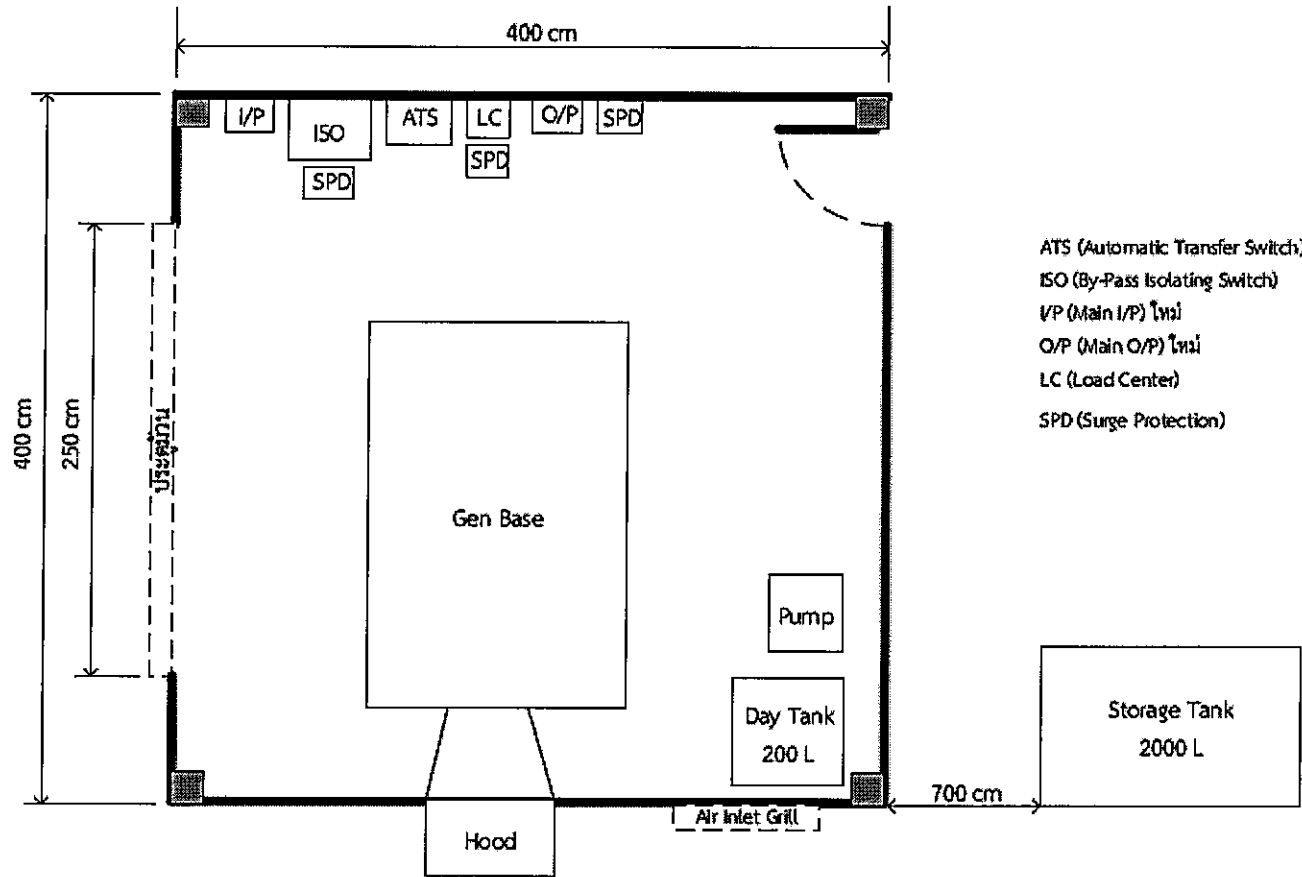 400 cm
I/P
ISO
ATS
LC
O/P
SPD
SPD
SPD
400 cm
250 cm
ประตูม้วน
Gen Base
Pump
Day Tank
200 L
Hood
Air Inlet Grill
700 cm
Storage Tank
2000 L
ATS (Automatic Transfer Switch)
ISO (By-Pass Isolating Switch)
I/P (Main I/P) ใหม่
O/P (Main O/P) ใหม่
LC (Load Center)
SPD (Surge Protection)